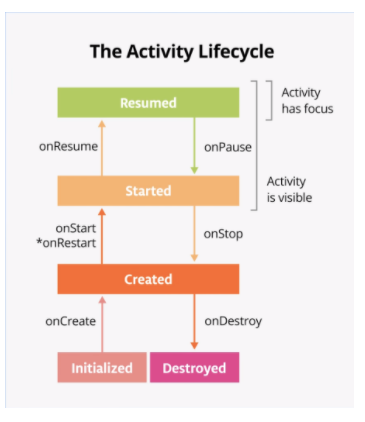 The Activity Lifecycle
Resumed
Activity
has focus
onResume
onPause
Started
Activity
is visible
onStart
*onRestart
onStop
Created
onCreate
onDestroy
Initialized
Destroyed